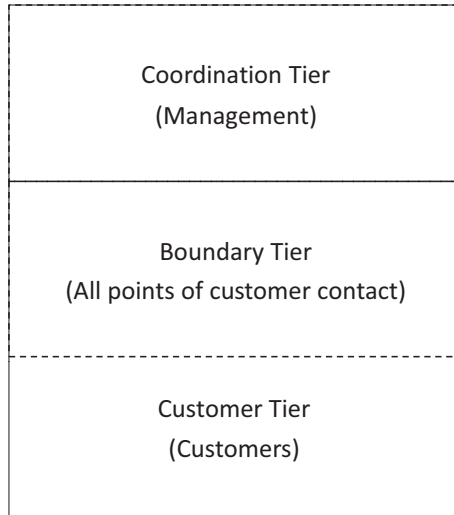 Coordination Tier
(Management)
Boundary Tier
(All points of customer contact)
Customer Tier
(Customers)